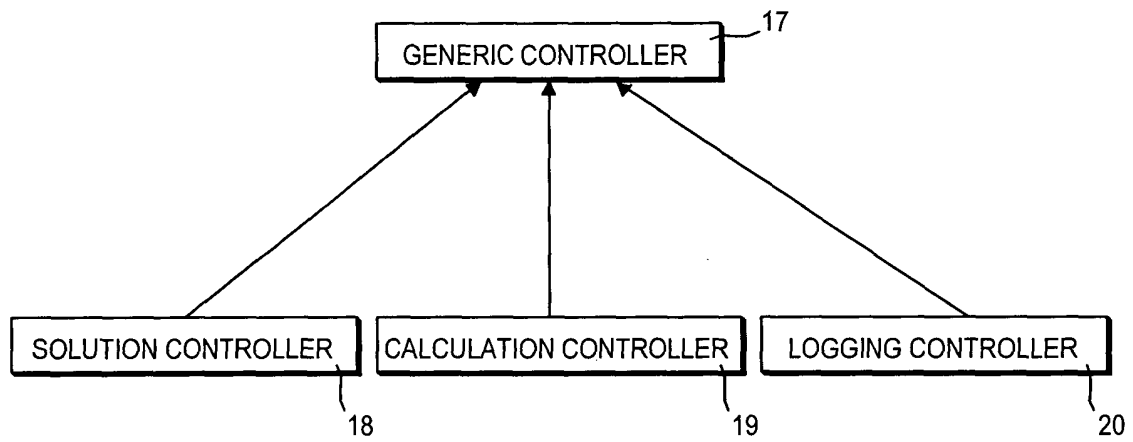 17
GENERIC CONTROLLER
SOLUTION CONTROLLER
CALCULATION CONTROLLER
LOGGING CONTROLLER
18
19
20